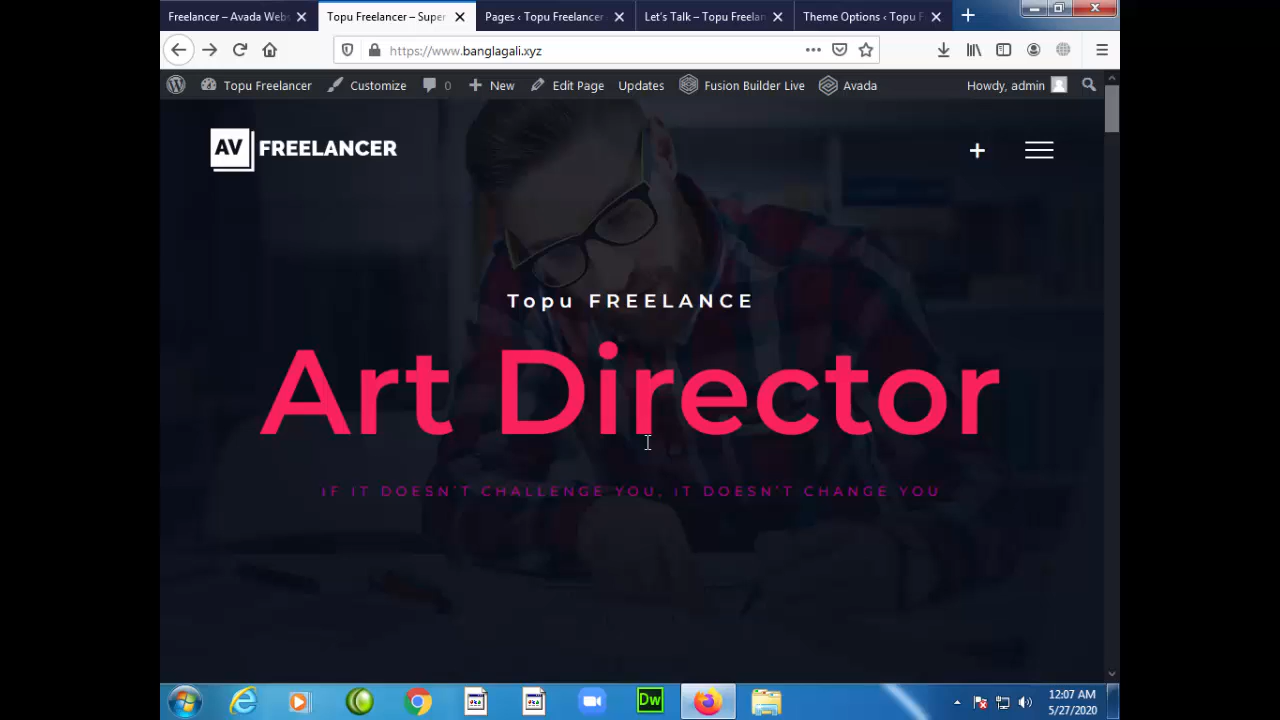 Freelancer – Avada Webs
Topu Freelancer – Super
Pages ‹ Topu Freelancer
Let's Talk – Topu Freelan
Theme Options ‹ Topu F
https://www.banglagali.xyz
Topu Freelancer
Customize
0
New
Edit Page
Updates
Fusion Builder Live
Avada
Howdy, admin
AV FREELANCER
Topu FREELANCE
Art Director
IF IT DOESN'T CHALLENGE YOU, IT DOESN'T CHANGE YOU
Dw
12:07 AM
5/27/2020